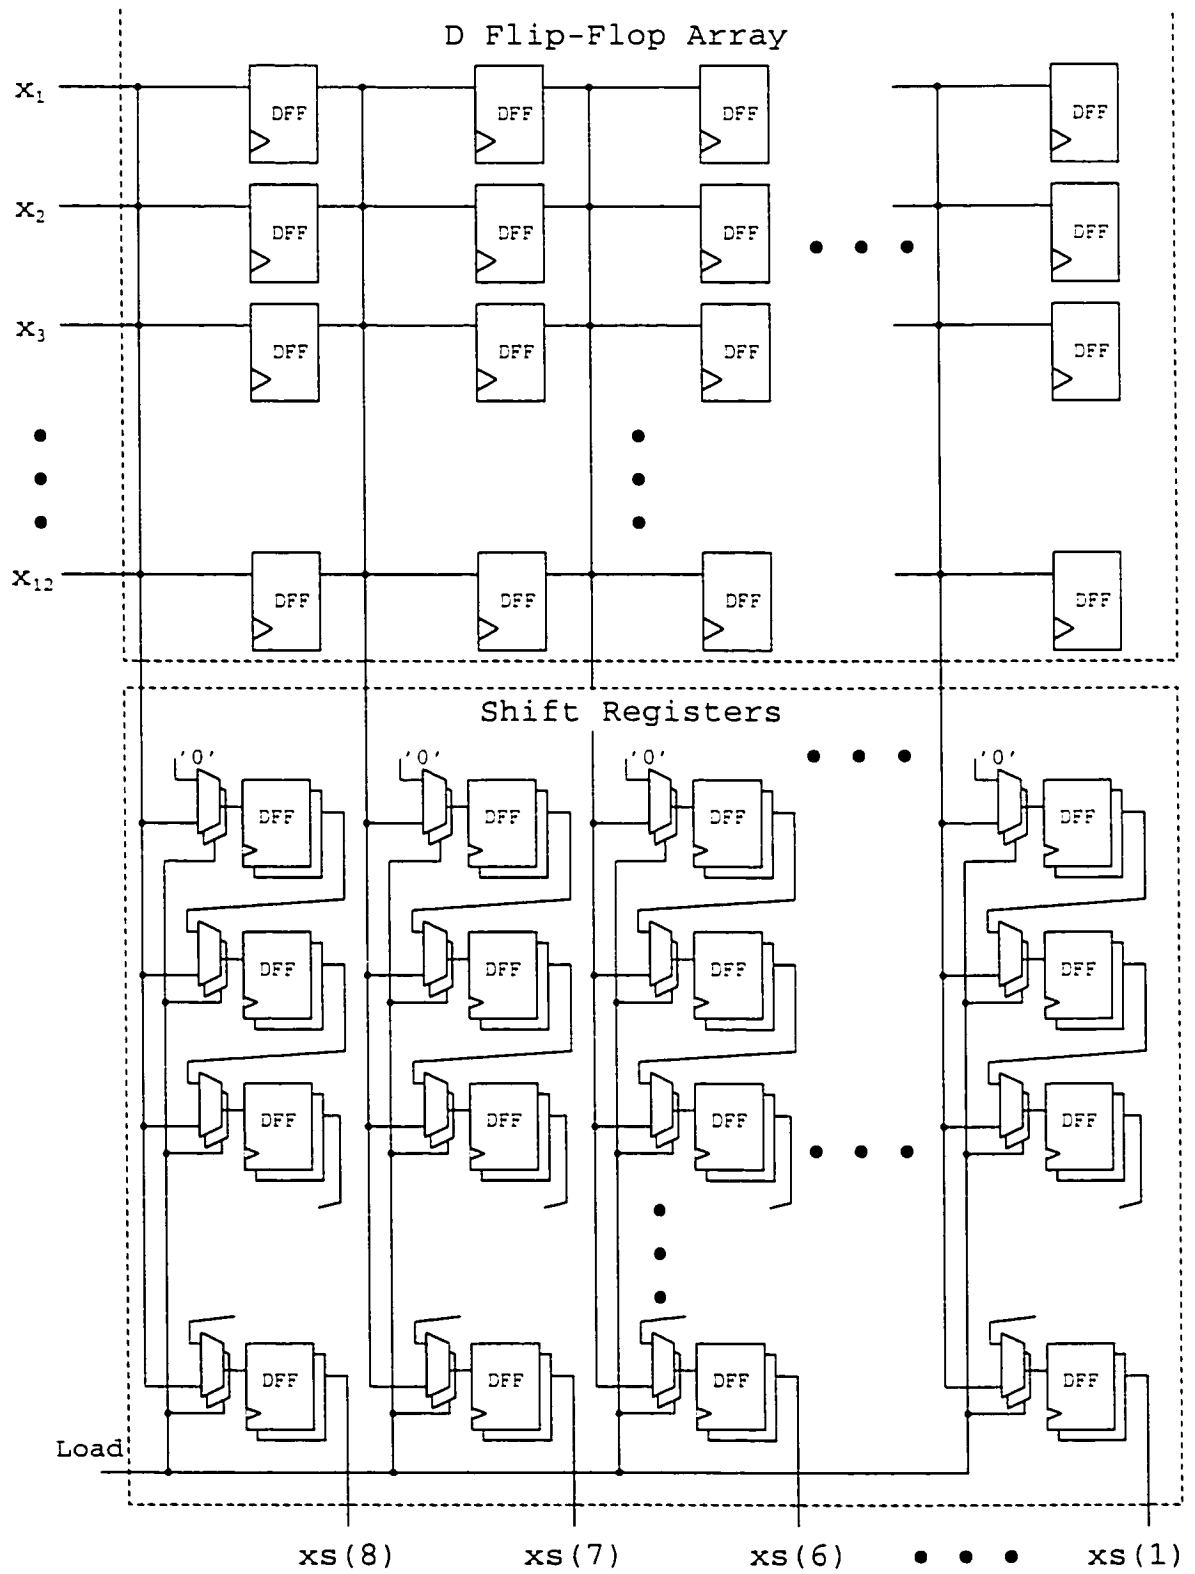 D Flip-Flop Array
x₁ DFF DFF DFF DFF
x₂ DFF DFF DFF DFF
x₃ DFF DFF DFF DFF
x₁₂ DFF DFF DFF DFF
Shift Registers
'0' '0' '0' '0'
DFF DFF DFF DFF
DFF DFF DFF DFF
DFF DFF DFF DFF
DFF DFF DFF DFF
Load
xs(8) xs(7) xs(6) xs(1)